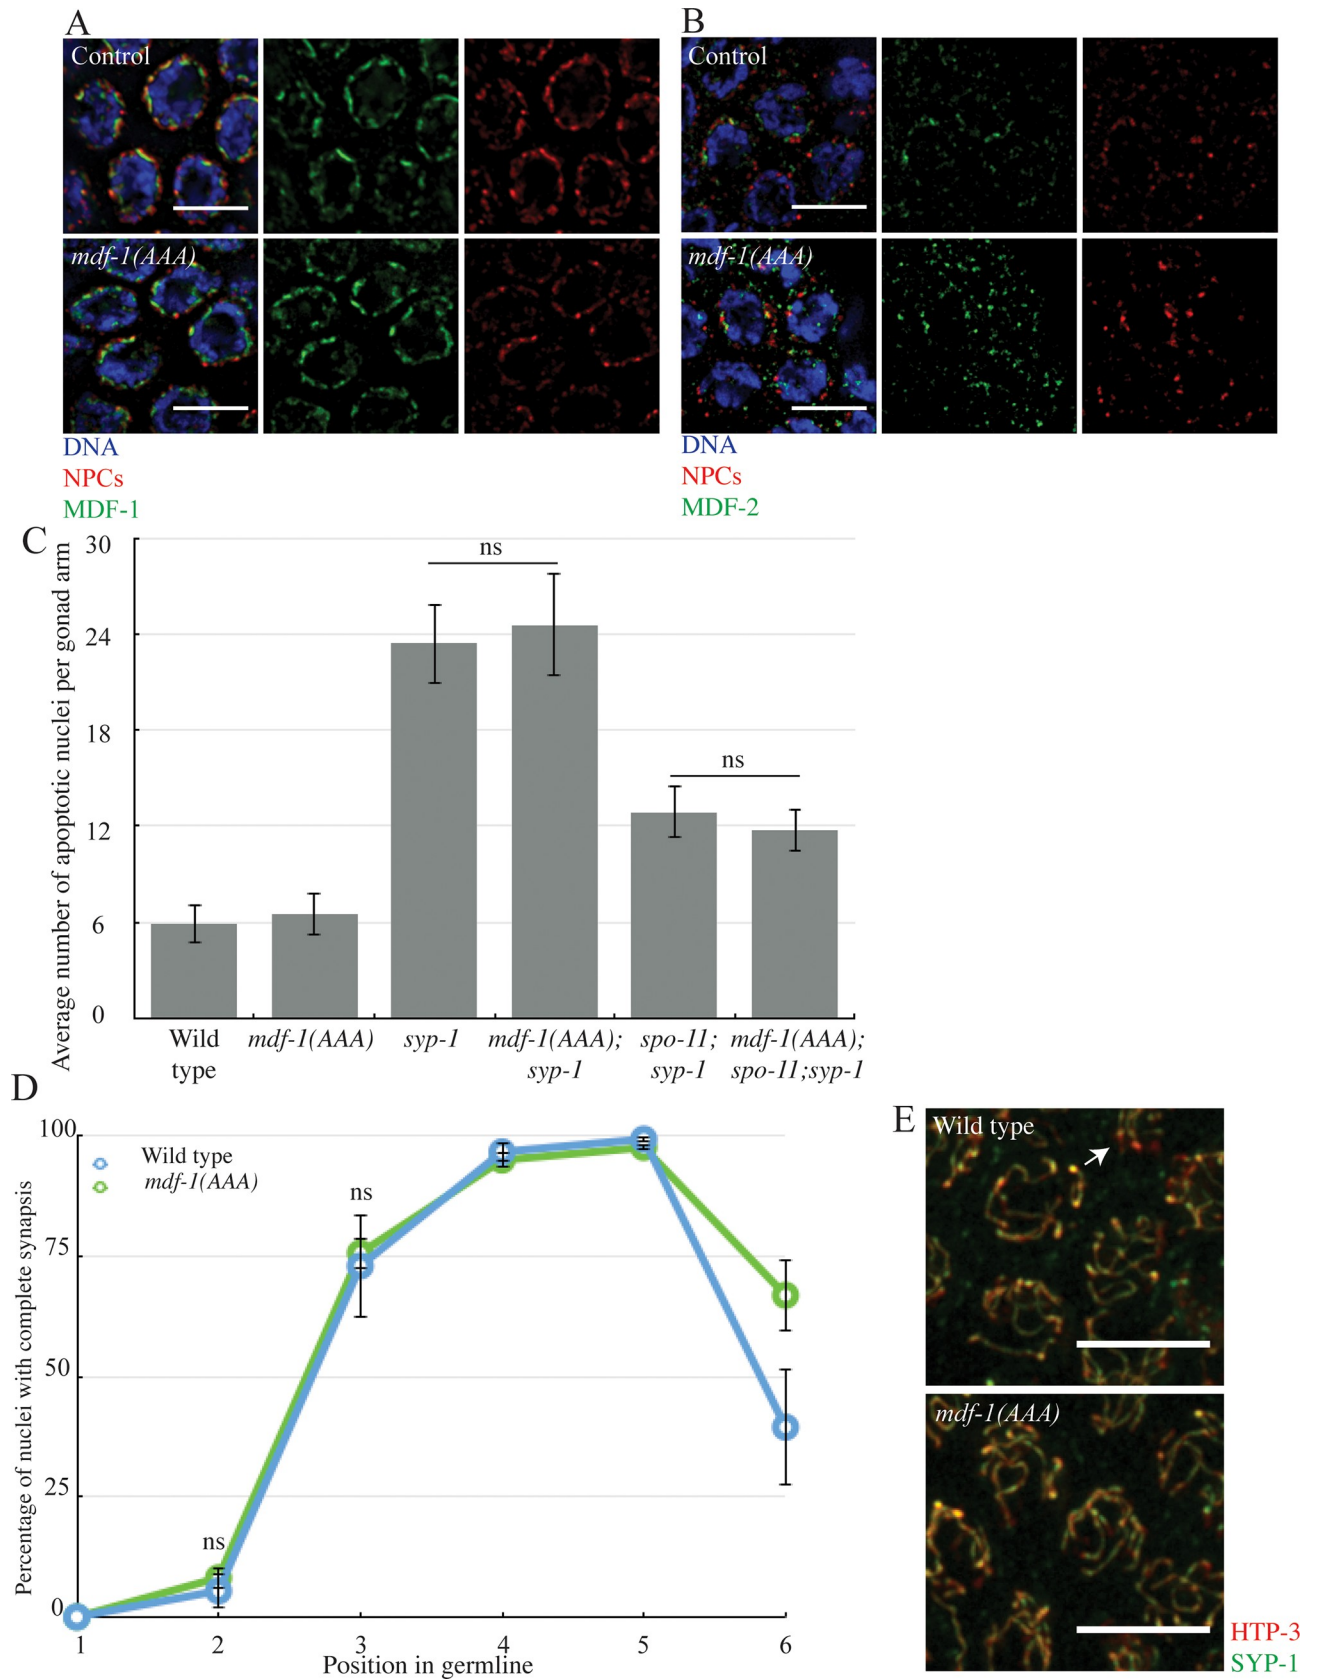 A
Control
mdf-1(AAA)
DNA
NPCs
MDF-1
B
Control
mdf-1(AAA)
DNA
NPCs
MDF-2
C
Average number of apoptotic nuclei per gonad arm
30
24
18
12
6
0
ns
ns
Wild type
mdf-1(AAA)
syp-1
mdf-1(AAA); syp-1
spo-11; syp-1
mdf-1(AAA); spo-11;syp-1
D
Percentage of nuclei with complete synapsis
100
75
50
25
0
Wild type
mdf-1(AAA)
ns
ns
1 2 3 4 5 6
Position in germline
E
Wild type
mdf-1(AAA)
HTP-3
SYP-1